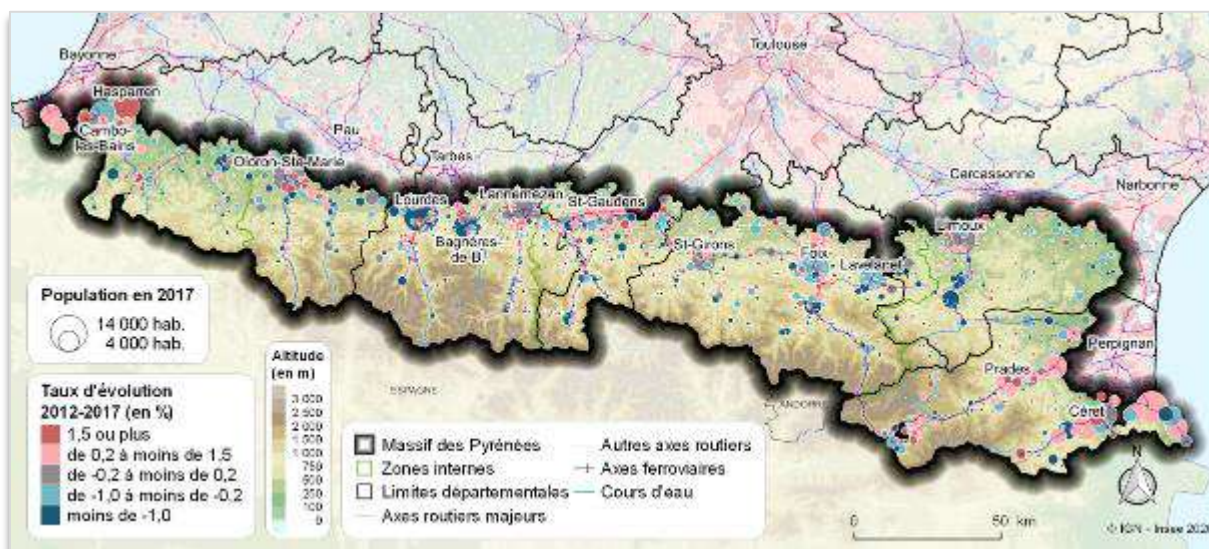 Toulouse
Bayonne
Hasparren
Cambo-
les-Bains
Pau
Oloron-Ste-Marie
Tarbes
Lourdes
Lannemezan
St-Gaudens
Bagnères-
de B.
St-Girons
Foix
Lavelanet
Carcassonne
Limoux
Narbonne
Perpignan
Prades
Céret
ESPAGNE
ANDORRE
Population en 2017
14 000 hab.
4 000 hab.
Taux d'évolution
2012-2017 (en %)
1,5 ou plus
de 0,2 à moins de 1,5
de -0,2 à moins de 0,2
de -1,0 à moins de -0,2
moins de -1,0
Altitude
(en m)
3 000
2 500
2 000
1 500
1 000
750
500
250
100
0
Massif des Pyrénées
Zones internes
Limites départementales
Axes routiers majeurs
Autres axes routiers
Axes ferroviaires
Cours d'eau
N
0 50 km
© IGN - Insee 2020